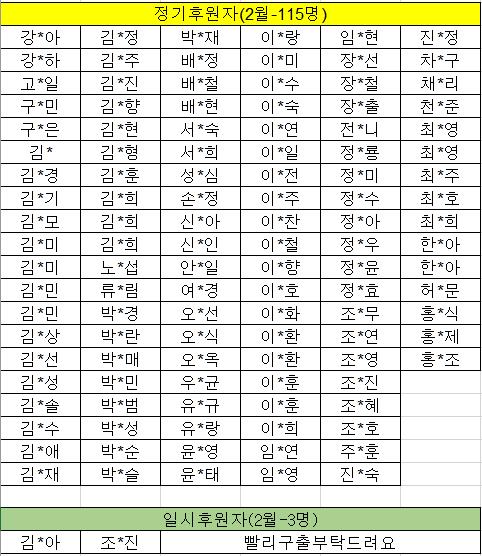 정기후원자(2월-115명)
강*아 김*정 박*재 이*랑 임*현 진*정
강*하 김*주 배*정 이*미 장*선 차*구
고*일 김*진 배*철 이*수 장*철 채*리
구*민 김*향 배*현 이*숙 장*출 천*준
구*은 김*현 서*숙 이*연 전*니 최*영
김* 김*형 서*희 이*일 정*룡 최*영
김*경 김*훈 성*심 이*전 정*미 최*주
김*기 김*희 손*정 이*주 정*수 최*호
김*모 김*희 신*아 이*찬 정*아 최*희
김*미 김*희 신*인 이*철 정*우 한*아
김*미 노*섭 안*일 이*향 정*윤 한*아
김*민 류*림 여*경 이*호 정*효 허*문
김*민 박*경 오*선 이*화 조*무 홍*식
김*상 박*란 오*식 이*환 조*연 홍*제
김*선 박*매 오*옥 이*환 조*영 홍*조
김*성 박*민 우*균 이*훈 조*진
김*솔 박*범 유*규 이*훈 조*혜
김*수 박*성 유*랑 이*희 조*호
김*애 박*순 윤*영 임*연 주*훈
김*재 박*슬 윤*태 임*영 진*숙
일시후원자(2월-3명)
김*아 조*진 빨리구출부탁드려요